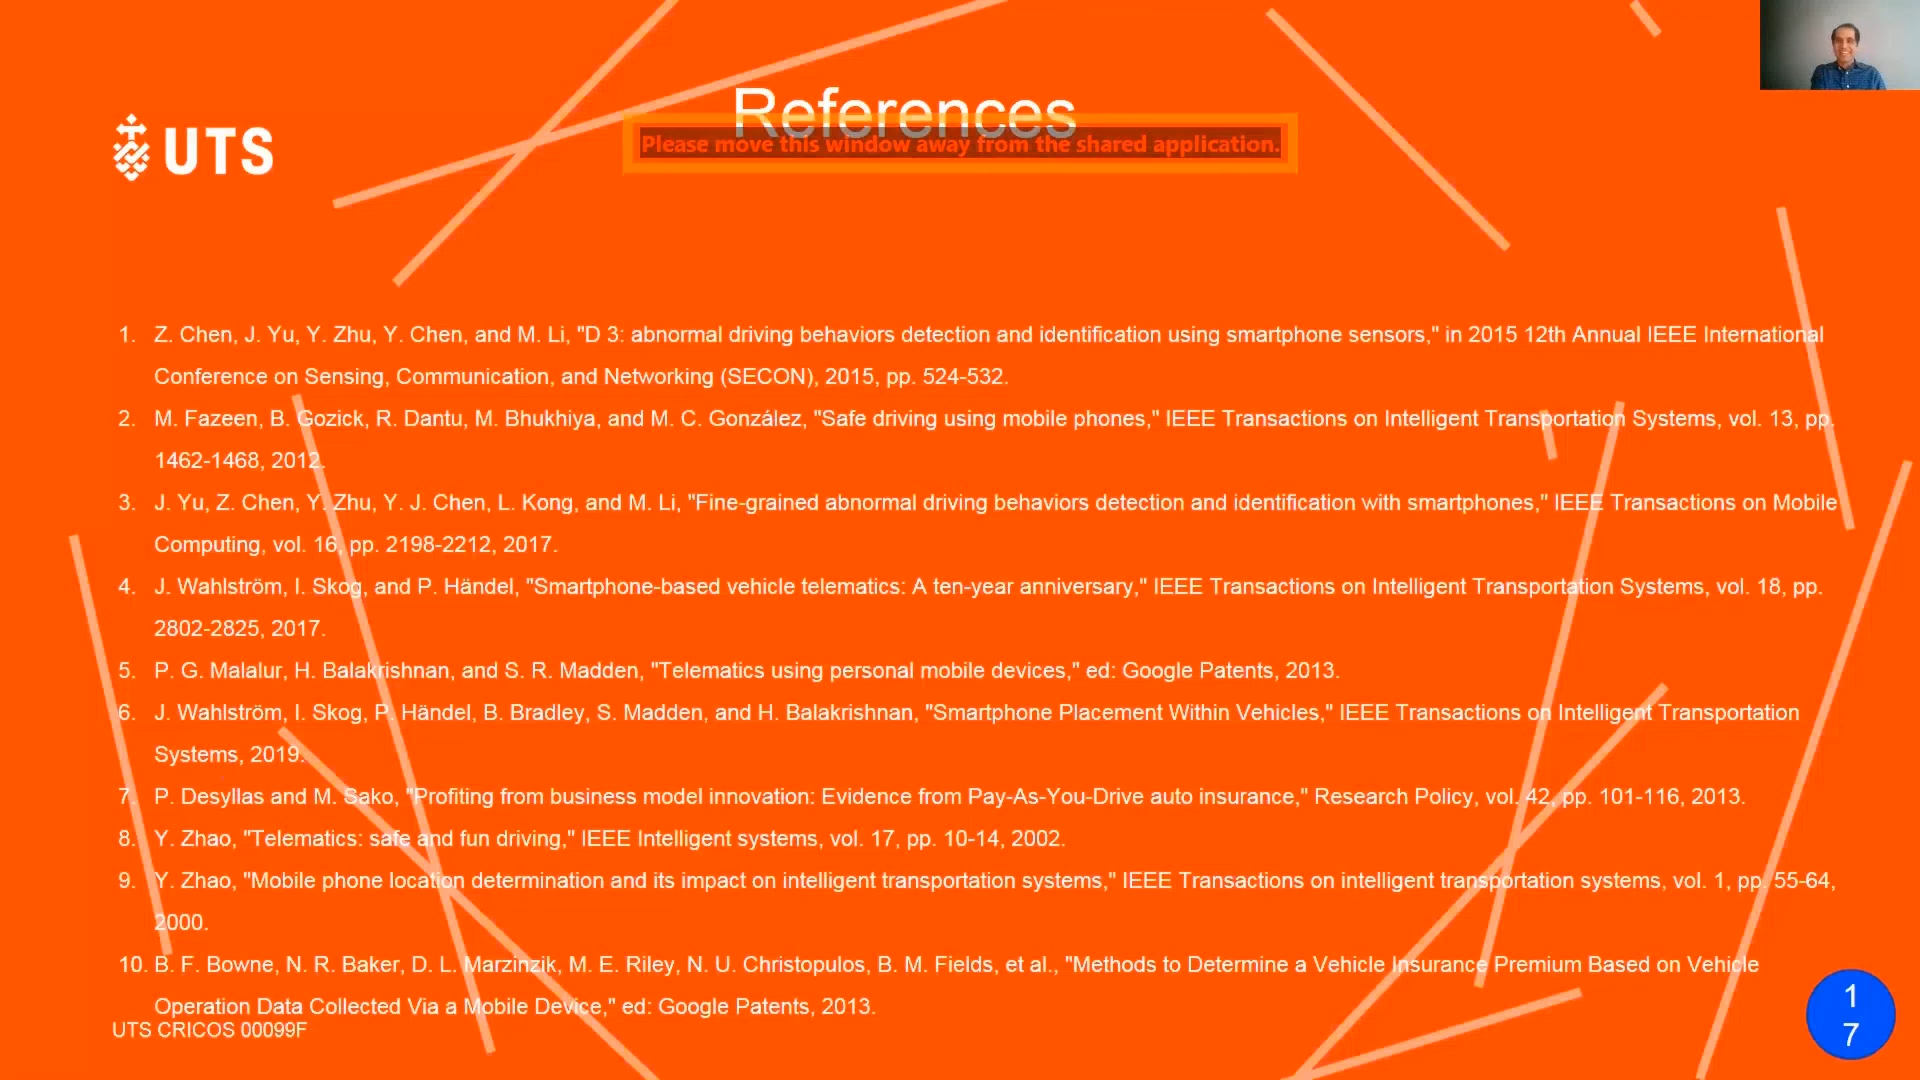 References
Please move this window away from the shared application.
UTS
1. Z. Chen, J. Yu, Y. Zhu, Y. Chen, and M. Li, "D 3: abnormal driving behaviors detection and identification using smartphone sensors," in 2015 12th Annual IEEE International
Conference on Sensing, Communication, and Networking (SECON), 2015, pp. 524-532.
2. M. Fazeen, B. Gozick, R. Dantu, M. Bhukhiya, and M. C. González, "Safe driving using mobile phones," IEEE Transactions on Intelligent Transportation Systems, vol. 13, pp.
1462-1468, 2012.
3. J. Yu, Z. Chen, Y. Zhu, Y. J. Chen, L. Kong, and M. Li, "Fine-grained abnormal driving behaviors detection and identification with smartphones," IEEE Transactions on Mobile
Computing, vol. 16, pp. 2198-2212, 2017.
4. J. Wahlström, I. Skog, and P. Händel, "Smartphone-based vehicle telematics: A ten-year anniversary," IEEE Transactions on Intelligent Transportation Systems, vol. 18, pp.
2802-2825, 2017.
5. P. G. Malalur, H. Balakrishnan, and S. R. Madden, "Telematics using personal mobile devices," ed: Google Patents, 2013.
6. J. Wahlström, I. Skog, P. Händel, B. Bradley, S. Madden, and H. Balakrishnan, "Smartphone Placement Within Vehicles," IEEE Transactions on Intelligent Transportation
Systems, 2019.
7. P. Desyllas and M. Sako, "Profiting from business model innovation: Evidence from Pay-As-You-Drive auto insurance," Research Policy, vol. 42, pp. 101-116, 2013.
8. Y. Zhao, "Telematics: safe and fun driving," IEEE Intelligent systems, vol. 17, pp. 10-14, 2002.
9. Y. Zhao, "Mobile phone location determination and its impact on intelligent transportation systems," IEEE Transactions on intelligent transportation systems, vol. 1, pp. 55-64,
2000.
10. B. F. Bowne, N. R. Baker, D. L. Marzinzik, M. E. Riley, N. U. Christopulos, B. M. Fields, et al., "Methods to Determine a Vehicle Insurance Premium Based on Vehicle
Operation Data Collected Via a Mobile Device," ed: Google Patents, 2013.
UTS CRICOS 00099F
1
7